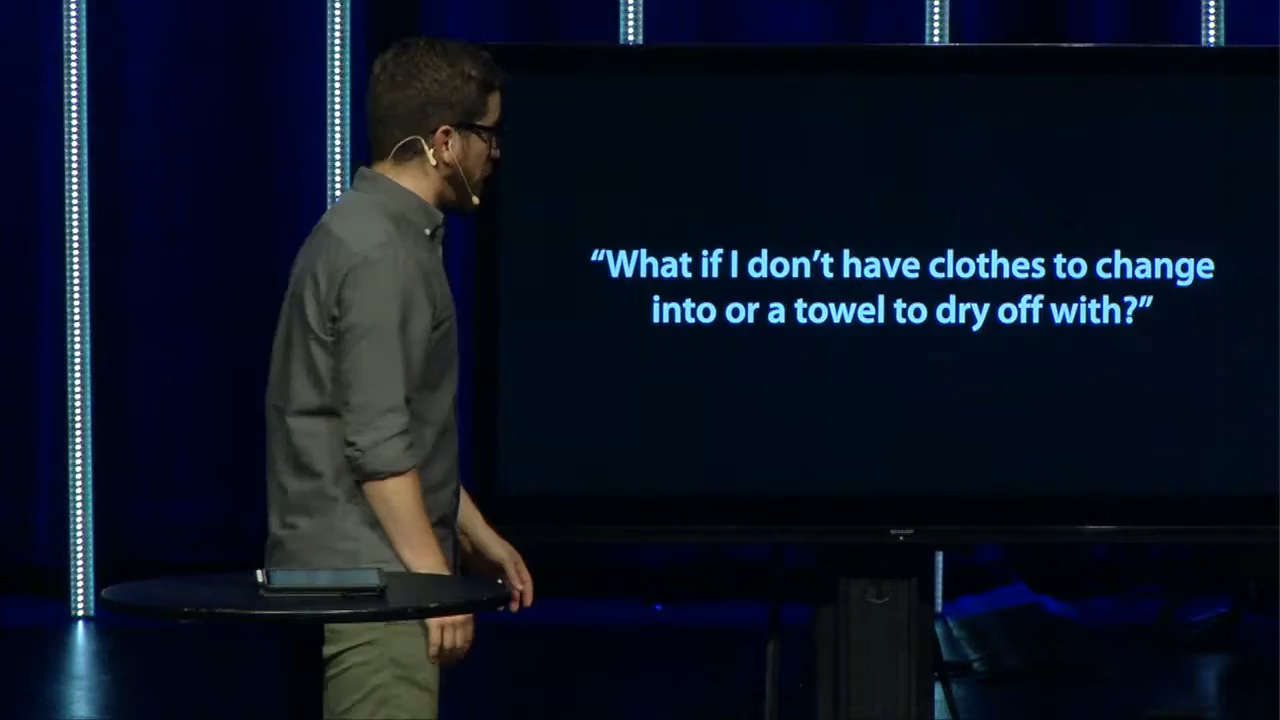 “What if I don’t have clothes to change
into or a towel to dry off with?”